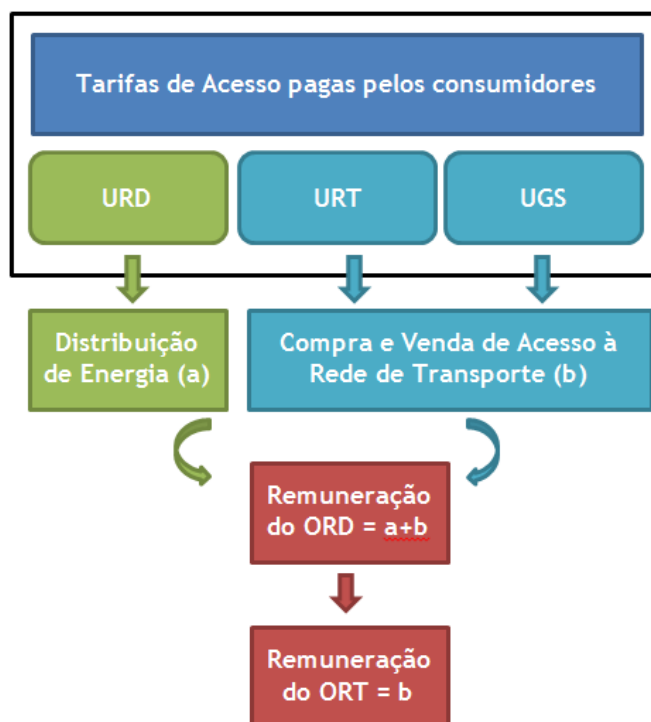 Tarifas de Acesso pagas pelos consumidores
URD
URT
UGS
Distribuição
de Energia (a)
Compra e Venda de Acesso à
Rede de Transporte (b)
Remuneração
do ORD = a+b
Remuneração
do ORT = b